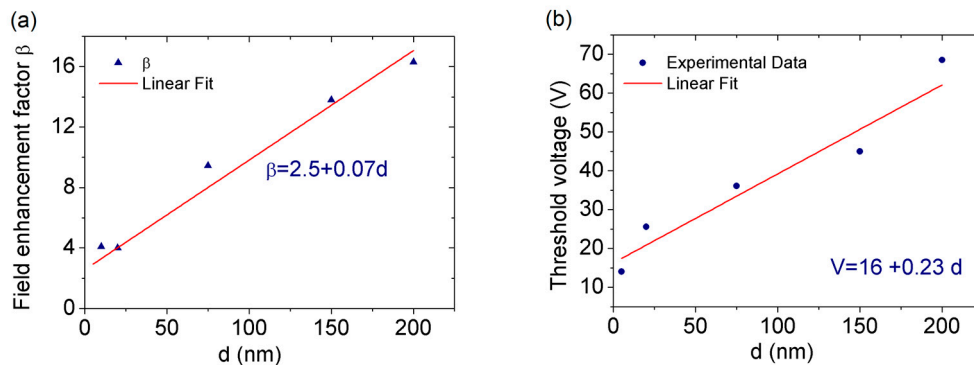 (a)
Field enhancement factor β
16
12
8
4
0
β
Linear Fit
β=2.5+0.07d
0 50 100 150 200
d (nm)
(b)
Threshold voltage (V)
70
60
50
40
30
20
10
Experimental Data
Linear Fit
V=16 +0.23 d
0 50 100 150 200
d (nm)